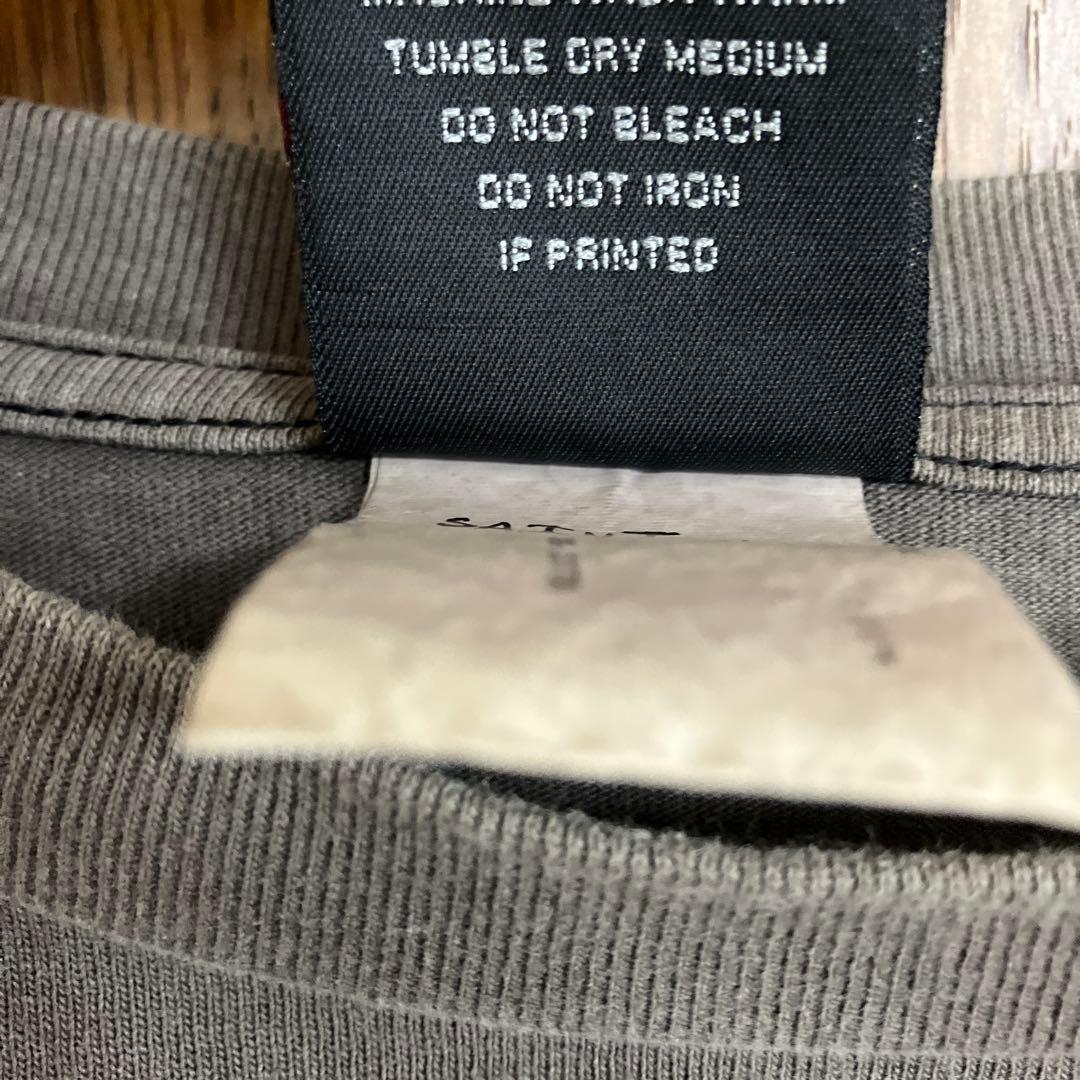 TUMBLE DRY MEDIUM
DO NOT BLEACH
DO NOT IRON
IF PRINTED